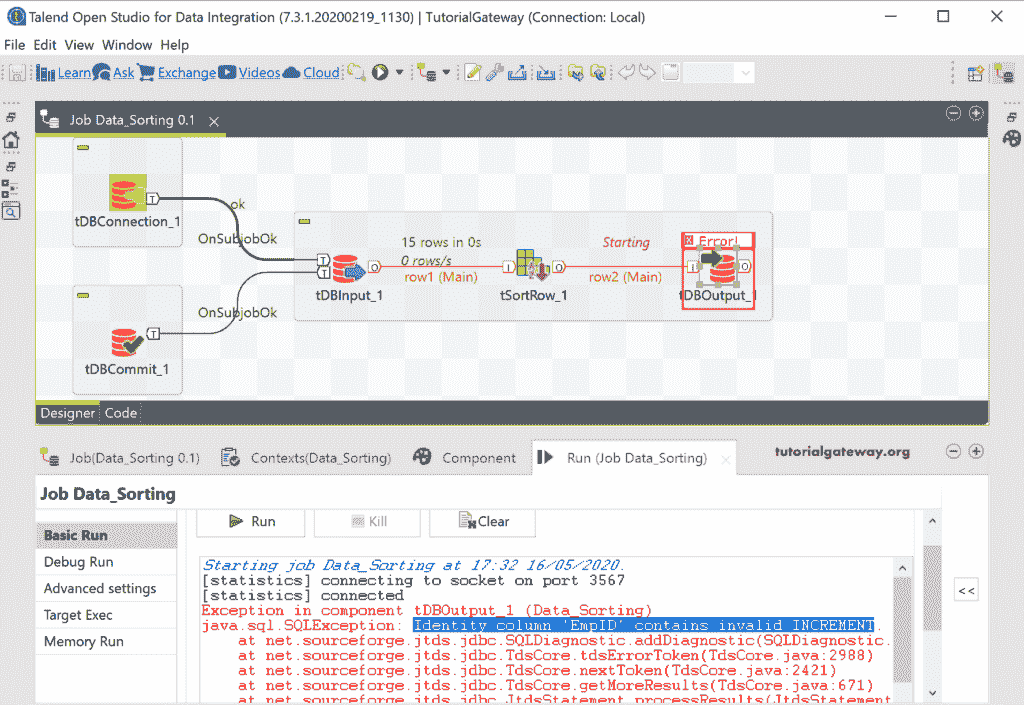 Talend Open Studio for Data Integration (7.3.1.20200219_1130) | TutorialGateway (Connection: Local)
File Edit View Window Help
Learn Ask Exchange Videos Cloud
Job Data_Sorting 0.1
tDBConnection_1
ok
OnSubjobOk
15 rows in 0s
0 rows/s
row1 (Main)
Starting
row2 (Main)
Error!
tDBInput_1
tSortRow_1
tDBOutput_1
OnSubjobOk
tDBCommit_1
Designer Code
Job(Data_Sorting 0.1) Contexts(Data_Sorting) Component Run (Job Data_Sorting) tutorialgateway.org
Job Data_Sorting
Basic Run
Debug Run
Advanced settings
Target Exec
Memory Run
Run Kill Clear
<<
Starting job Data_Sorting at 17:32 16/05/2020.
[statistics] connecting to socket on port 3567
[statistics] connected
Exception in component tDBOutput_1 (Data_Sorting)
java.sql.SQLException: Identity column 'EmpID' contains invalid INCREMENT.
at net.sourceforge.jtds.jdbc.SQLDiagnostic.addDiagnostic(SQLDiagnostic.
at net.sourceforge.jtds.jdbc.TdsCore.tdsErrorToken(TdsCore.java:2988)
at net.sourceforge.jtds.jdbc.TdsCore.nextToken(TdsCore.java:2421)
at net.sourceforge.jtds.jdbc.TdsCore.getMoreResults(TdsCore.java:671)
at net.sourceforge.jtds.jdbc.JtdsStatement.processResults(JtdsStatement